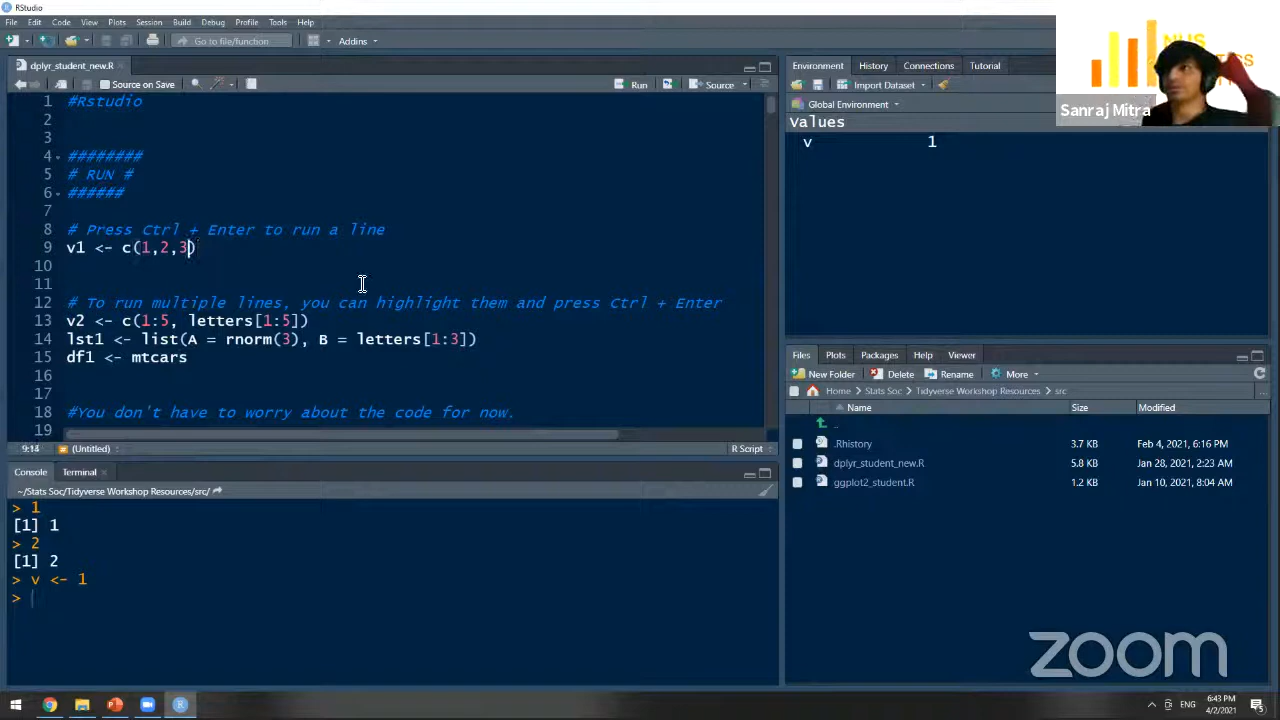 RStudio
File Edit Code View Plots Session Build Debug Profile Tools Help
Go to file/function Addins
dplyr_student_new.R
Source on Save Run Source
1 #Rstudio
2
3
4 ########
5 # RUN #
6 ######
7
8 # Press Ctrl + Enter to run a line
9 v1 <- c(1,2,3)
10
11
12 # To run multiple lines, you can highlight them and press Ctrl + Enter
13 v2 <- c(1:5, letters[1:5])
14 lst1 <- list(A = rnorm(3), B = letters[1:3])
15 df1 <- mtcars
16
17
18 #You don't have to worry about the code for now.
19
9:14 (Untitled) R Script
Console Terminal
~/Stats Soc/Tidyverse Workshop Resources/src/
> 1
[1] 1
> 2
[1] 2
> v <- 1
>
Environment History Connections Tutorial
Import Dataset
Global Environment
Values
v 1
Files Plots Packages Help Viewer
New Folder Delete Rename More
Home Stats Soc Tidyverse Workshop Resources src
Name Size Modified
..
.Rhistory 3.7 KB Feb 4, 2021, 6:16 PM
dplyr_student_new.R 5.8 KB Jan 28, 2021, 2:23 AM
ggplot2_student.R 1.2 KB Jan 10, 2021, 8:04 AM
NUS
Sanraj Mitra
zoom
ENG
6:43 PM
4/2/2021